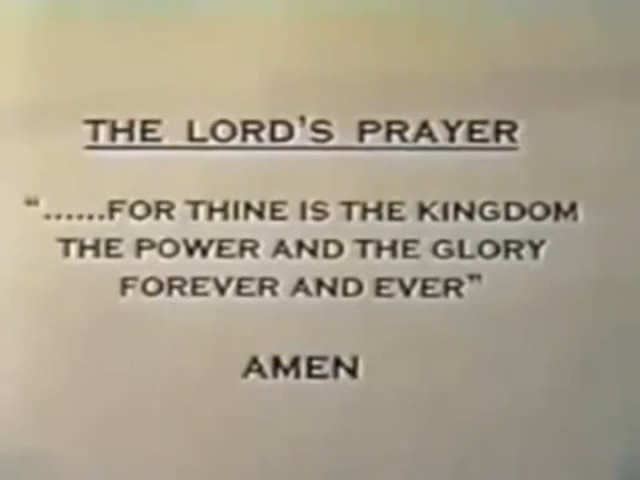 THE LORD'S PRAYER
"......FOR THINE IS THE KINGDOM
THE POWER AND THE GLORY
FOREVER AND EVER"
AMEN